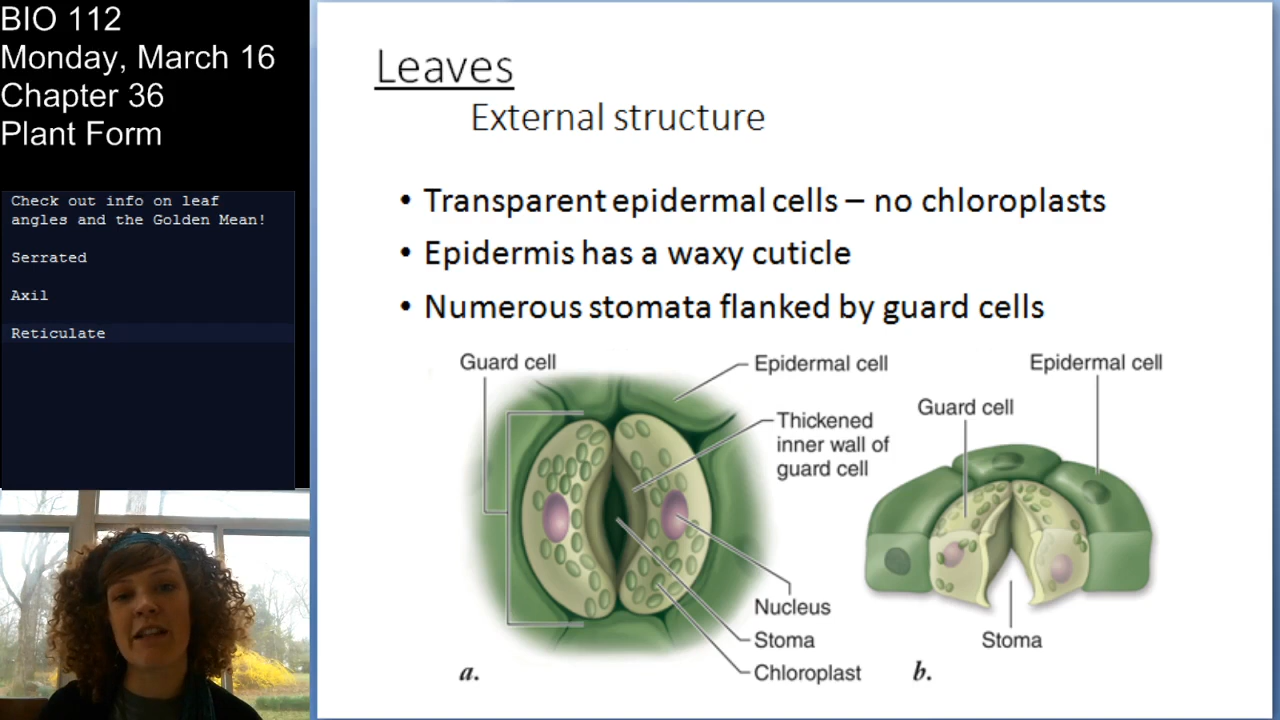 BIO 112
Monday, March 16
Chapter 36
Plant Form
Check out info on leaf
angles and the Golden Mean!
Serrated
Axil
Reticulate
Leaves
External structure
• Transparent epidermal cells – no chloroplasts
• Epidermis has a waxy cuticle
• Numerous stomata flanked by guard cells
Guard cell
Epidermal cell
Thickened
inner wall of
guard cell
Nucleus
Stoma
Chloroplast
a.
Epidermal cell
Guard cell
Stoma
b.